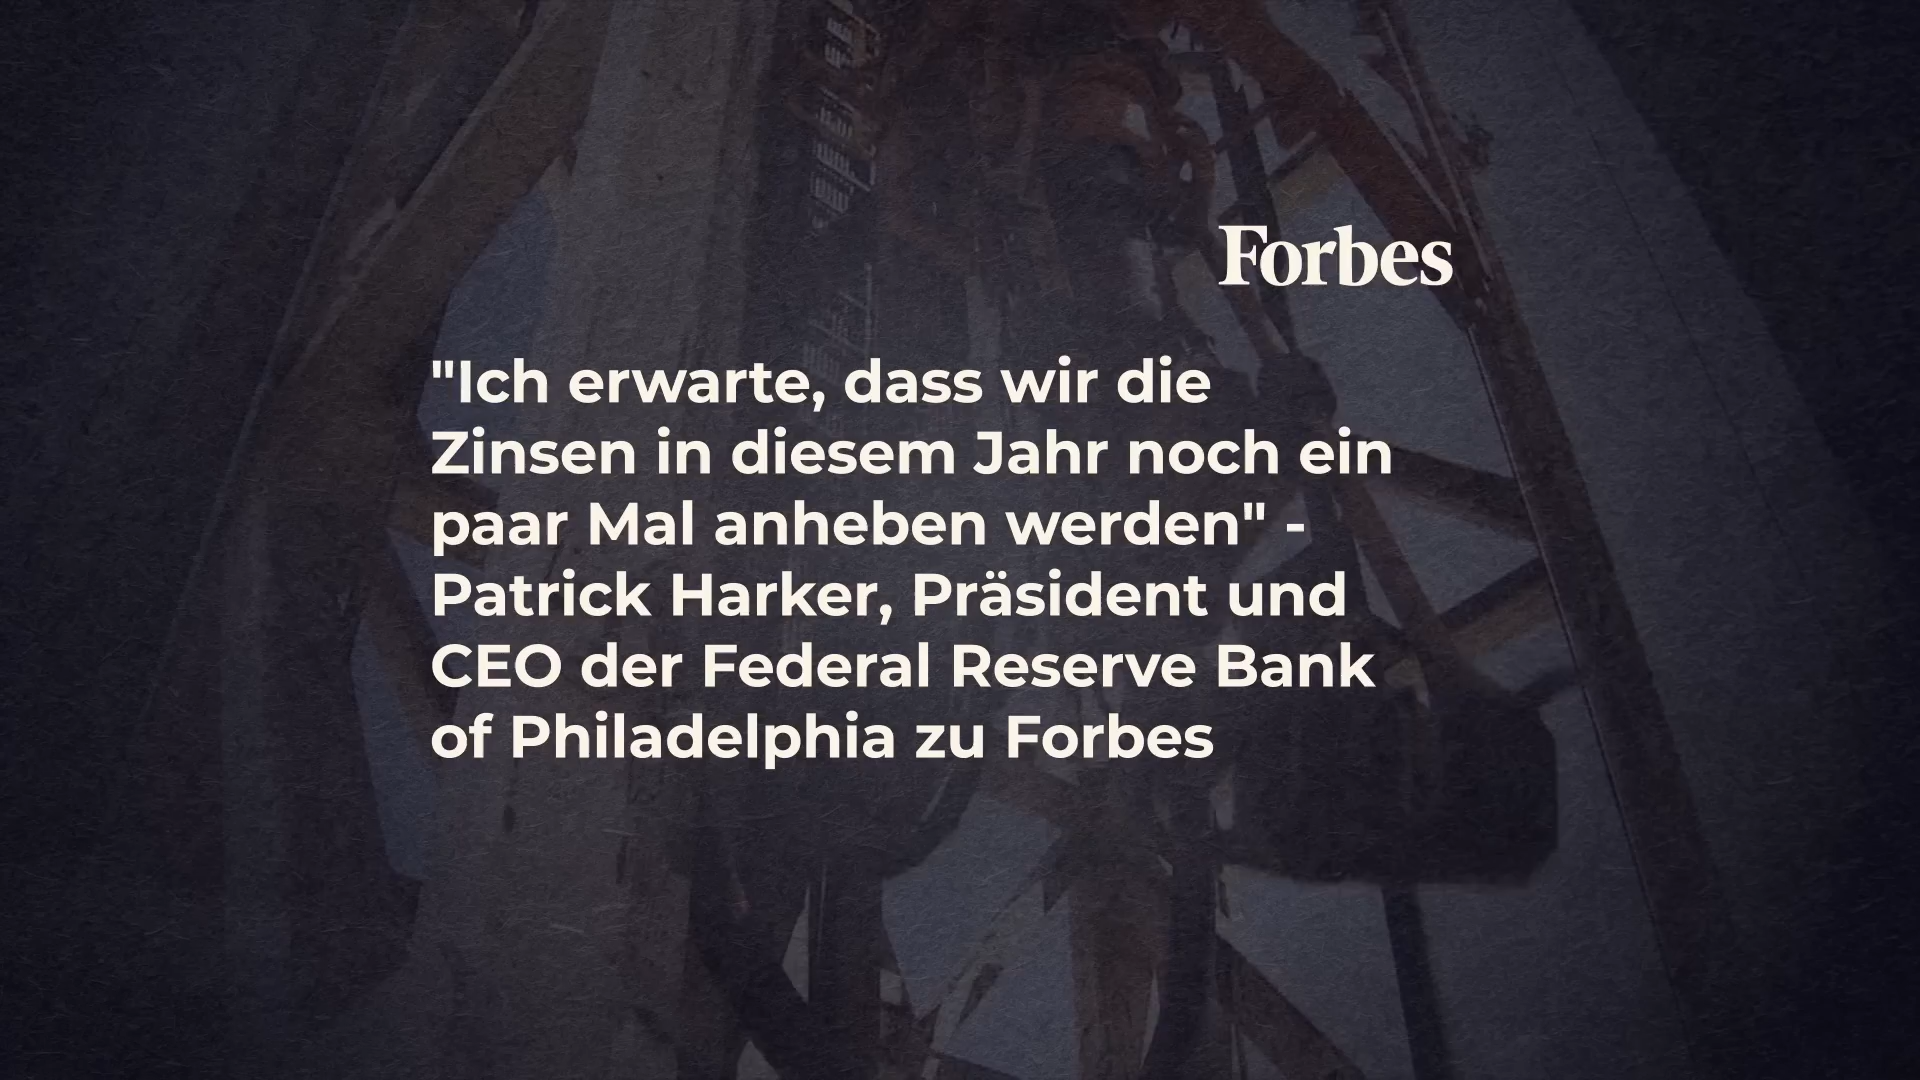 Forbes
"Ich erwarte, dass wir die
Zinsen in diesem Jahr noch ein
paar Mal anheben werden" -
Patrick Harker, Präsident und
CEO der Federal Reserve Bank
of Philadelphia zu Forbes